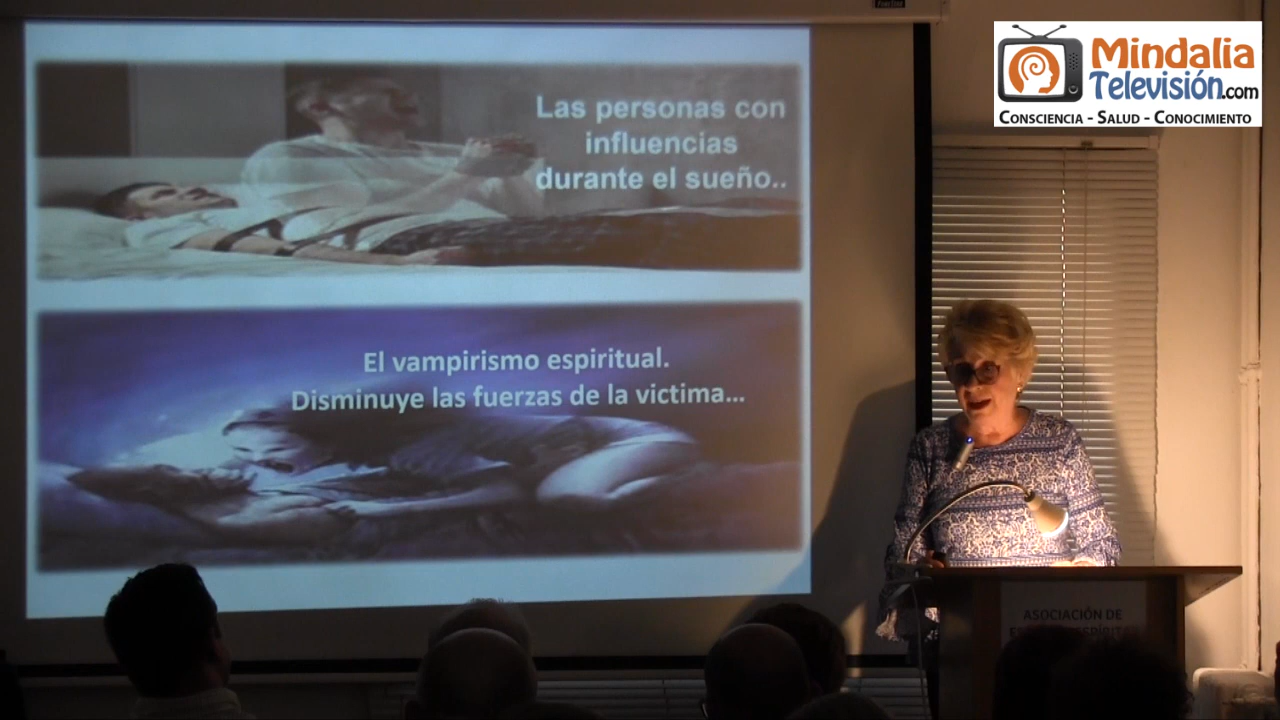 Las personas con
influencias
durante el sueño..
El vampirismo espiritual.
Disminuye las fuerzas de la victima...
Mindalia
Televisión.com
CONSCIENCIA - SALUD - CONOCIMIENTO
ASOCIACIÓN DE